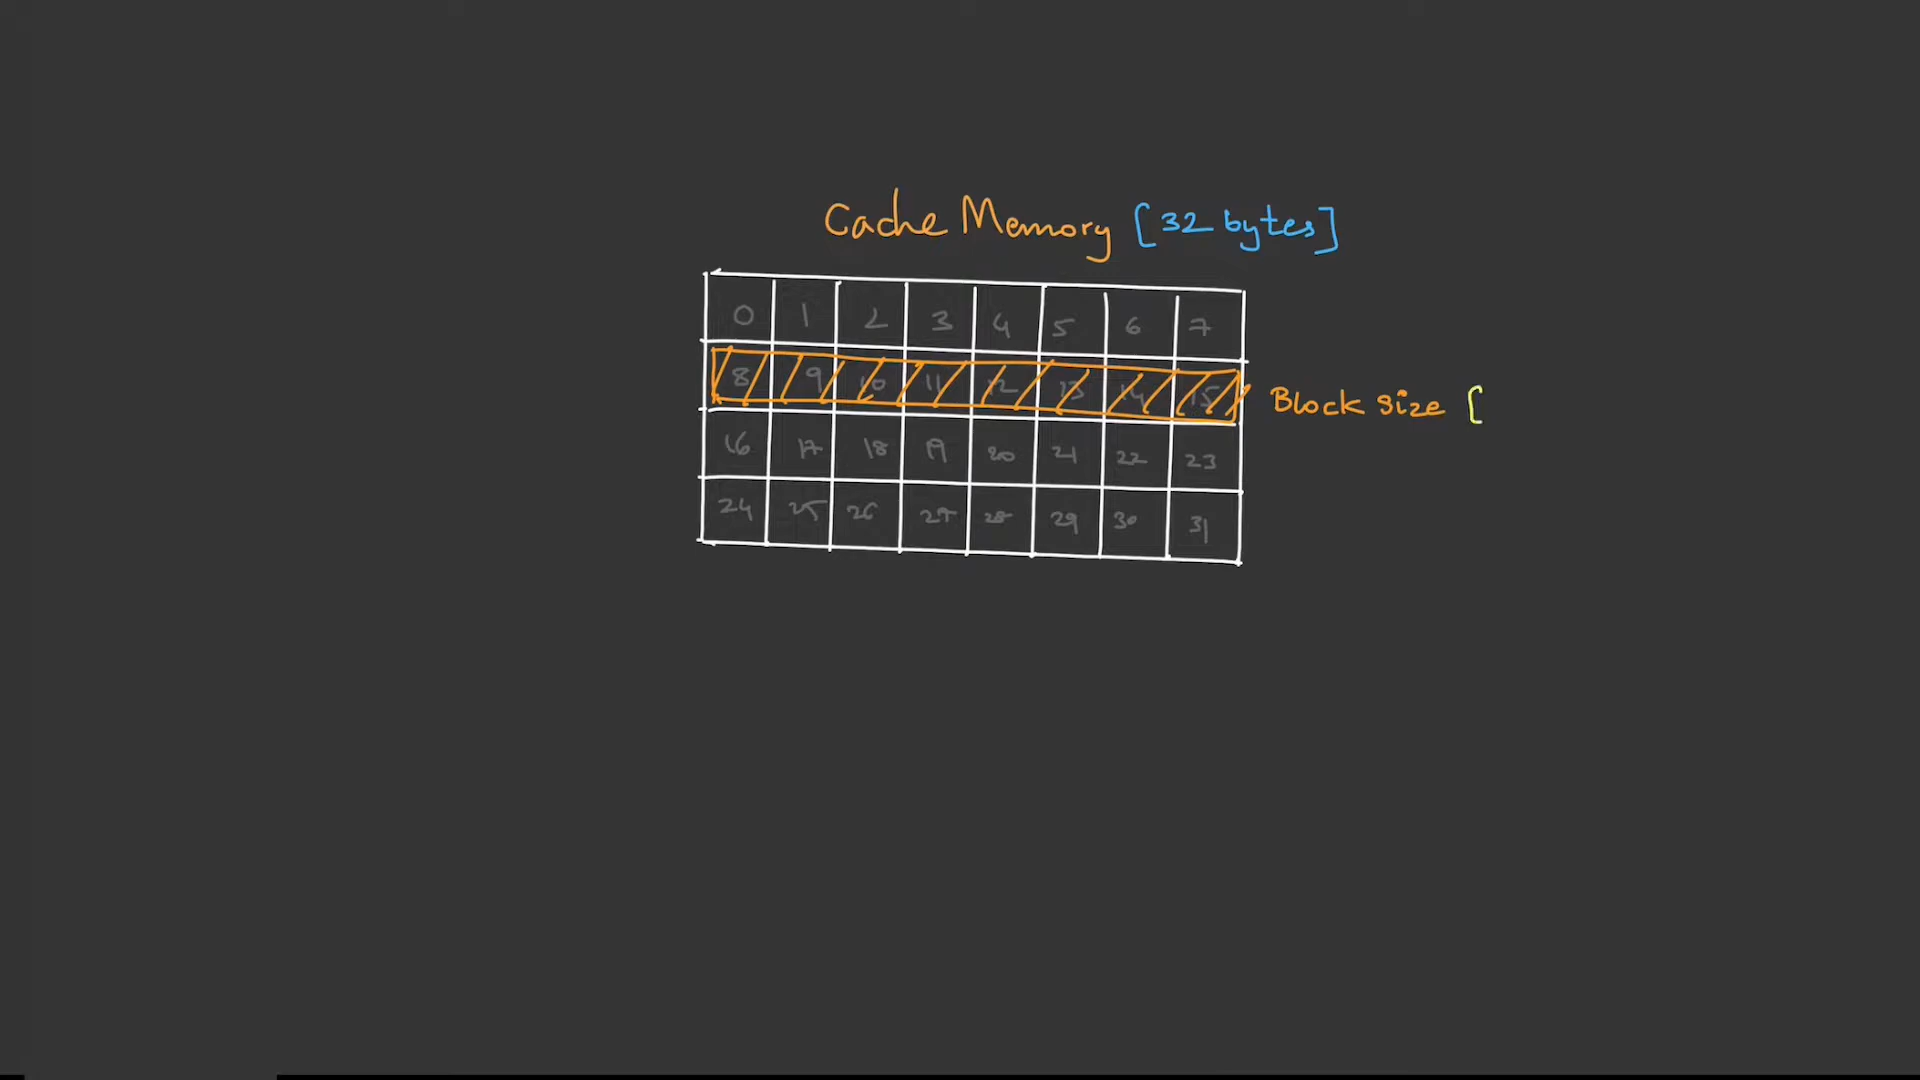 Cache Memory [32 bytes]
0 1 2 3 4 5 6 7
8 9 10 11 12 13 14 15 Block size [
16 17 18 19 20 21 22 23
24 25 26 27 28 29 30 31